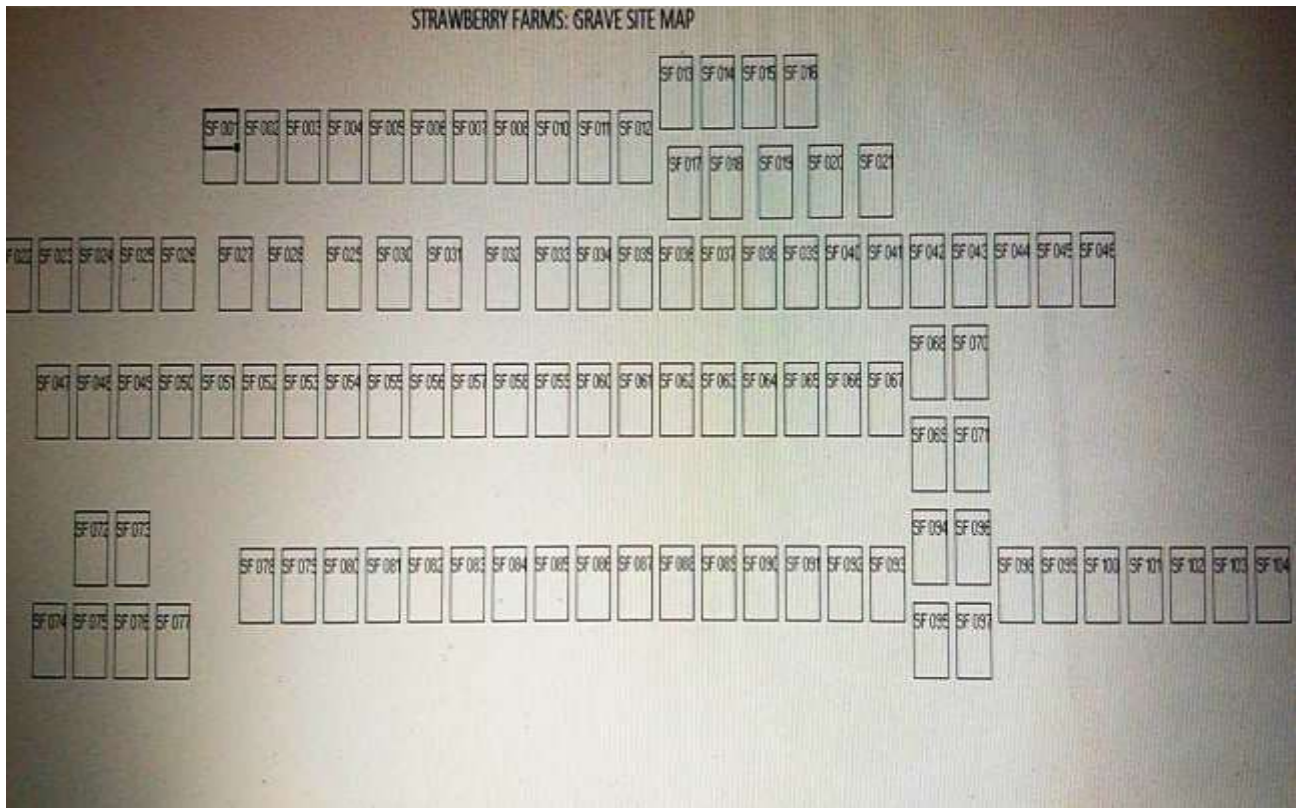 STRAWBERRY FARMS: GRAVE SITE MAP
SF 013 SF 014 SF 015 SF 016
SF 001 SF 002 SF 003 SF 004 SF 005 SF 006 SF 007 SF 008 SF 010 SF 011 SF 012
SF 017 SF 018 SF 019 SF 020 SF 021
F 022 SF 023 SF 024 SF 025 SF 026 SF 027 SF 028 SF 029 SF 030 SF 031 SF 032 SF 033 SF 034 SF 035 SF 036 SF 037 SF 038 SF 039 SF 040 SF 041 SF 042 SF 043 SF 044 SF 045 SF 046
SF 068 SF 070
SF 047 SF 048 SF 049 SF 050 SF 051 SF 052 SF 053 SF 054 SF 055 SF 056 SF 057 SF 058 SF 059 SF 060 SF 061 SF 062 SF 063 SF 064 SF 065 SF 066 SF 067
SF 069 SF 071
SF 072 SF 073 SF 094 SF 096
SF 078 SF 079 SF 080 SF 081 SF 082 SF 083 SF 084 SF 085 SF 086 SF 087 SF 088 SF 089 SF 090 SF 091 SF 092 SF 093 SF 098 SF 099 SF 100 SF 101 SF 102 SF 103 SF 104
SF 074 SF 075 SF 076 SF 077 SF 095 SF 097